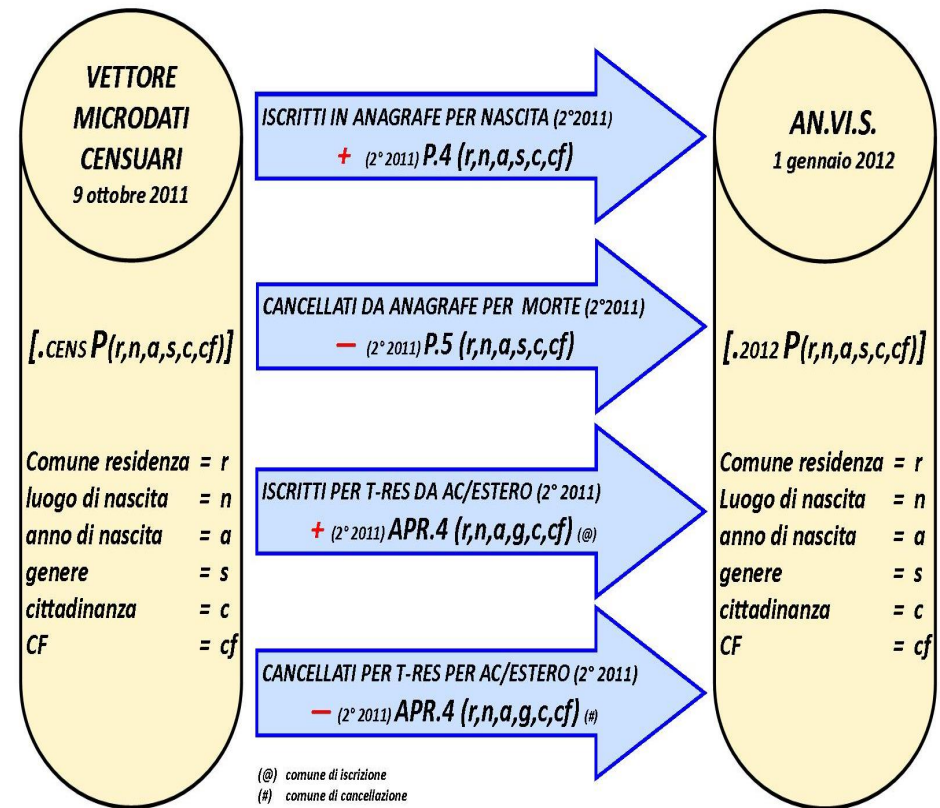 VETTORE
MICRODATI
CENSUARI
9 ottobre 2011
[.CENS P(r,n,a,s,c,cf)]
Comune residenza = r
luogo di nascita = n
anno di nascita = a
genere = s
cittadinanza = c
CF = cf
ISCRITTI IN ANAGRAFE PER NASCITA (2°2011)
+ (2° 2011) P.4 (r,n,a,s,c,cf)
CANCELLATI DA ANAGRAFE PER MORTE (2°2011)
− (2° 2011) P.5 (r,n,a,s,c,cf)
ISCRITTI PER T-RES DA AC/ESTERO (2° 2011)
+ (2° 2011) APR.4 (r,n,a,g,c,cf) (@)
CANCELLATI PER T-RES PER AC/ESTERO (2° 2011)
− (2° 2011) APR.4 (r,n,a,g,c,cf) (#)
(@) comune di iscrizione
(#) comune di cancellazione
AN.VI.S.
1 gennaio 2012
[.2012 P(r,n,a,s,c,cf)]
Comune residenza = r
Luogo di nascita = n
anno di nascita = a
genere = s
cittadinanza = c
CF = cf